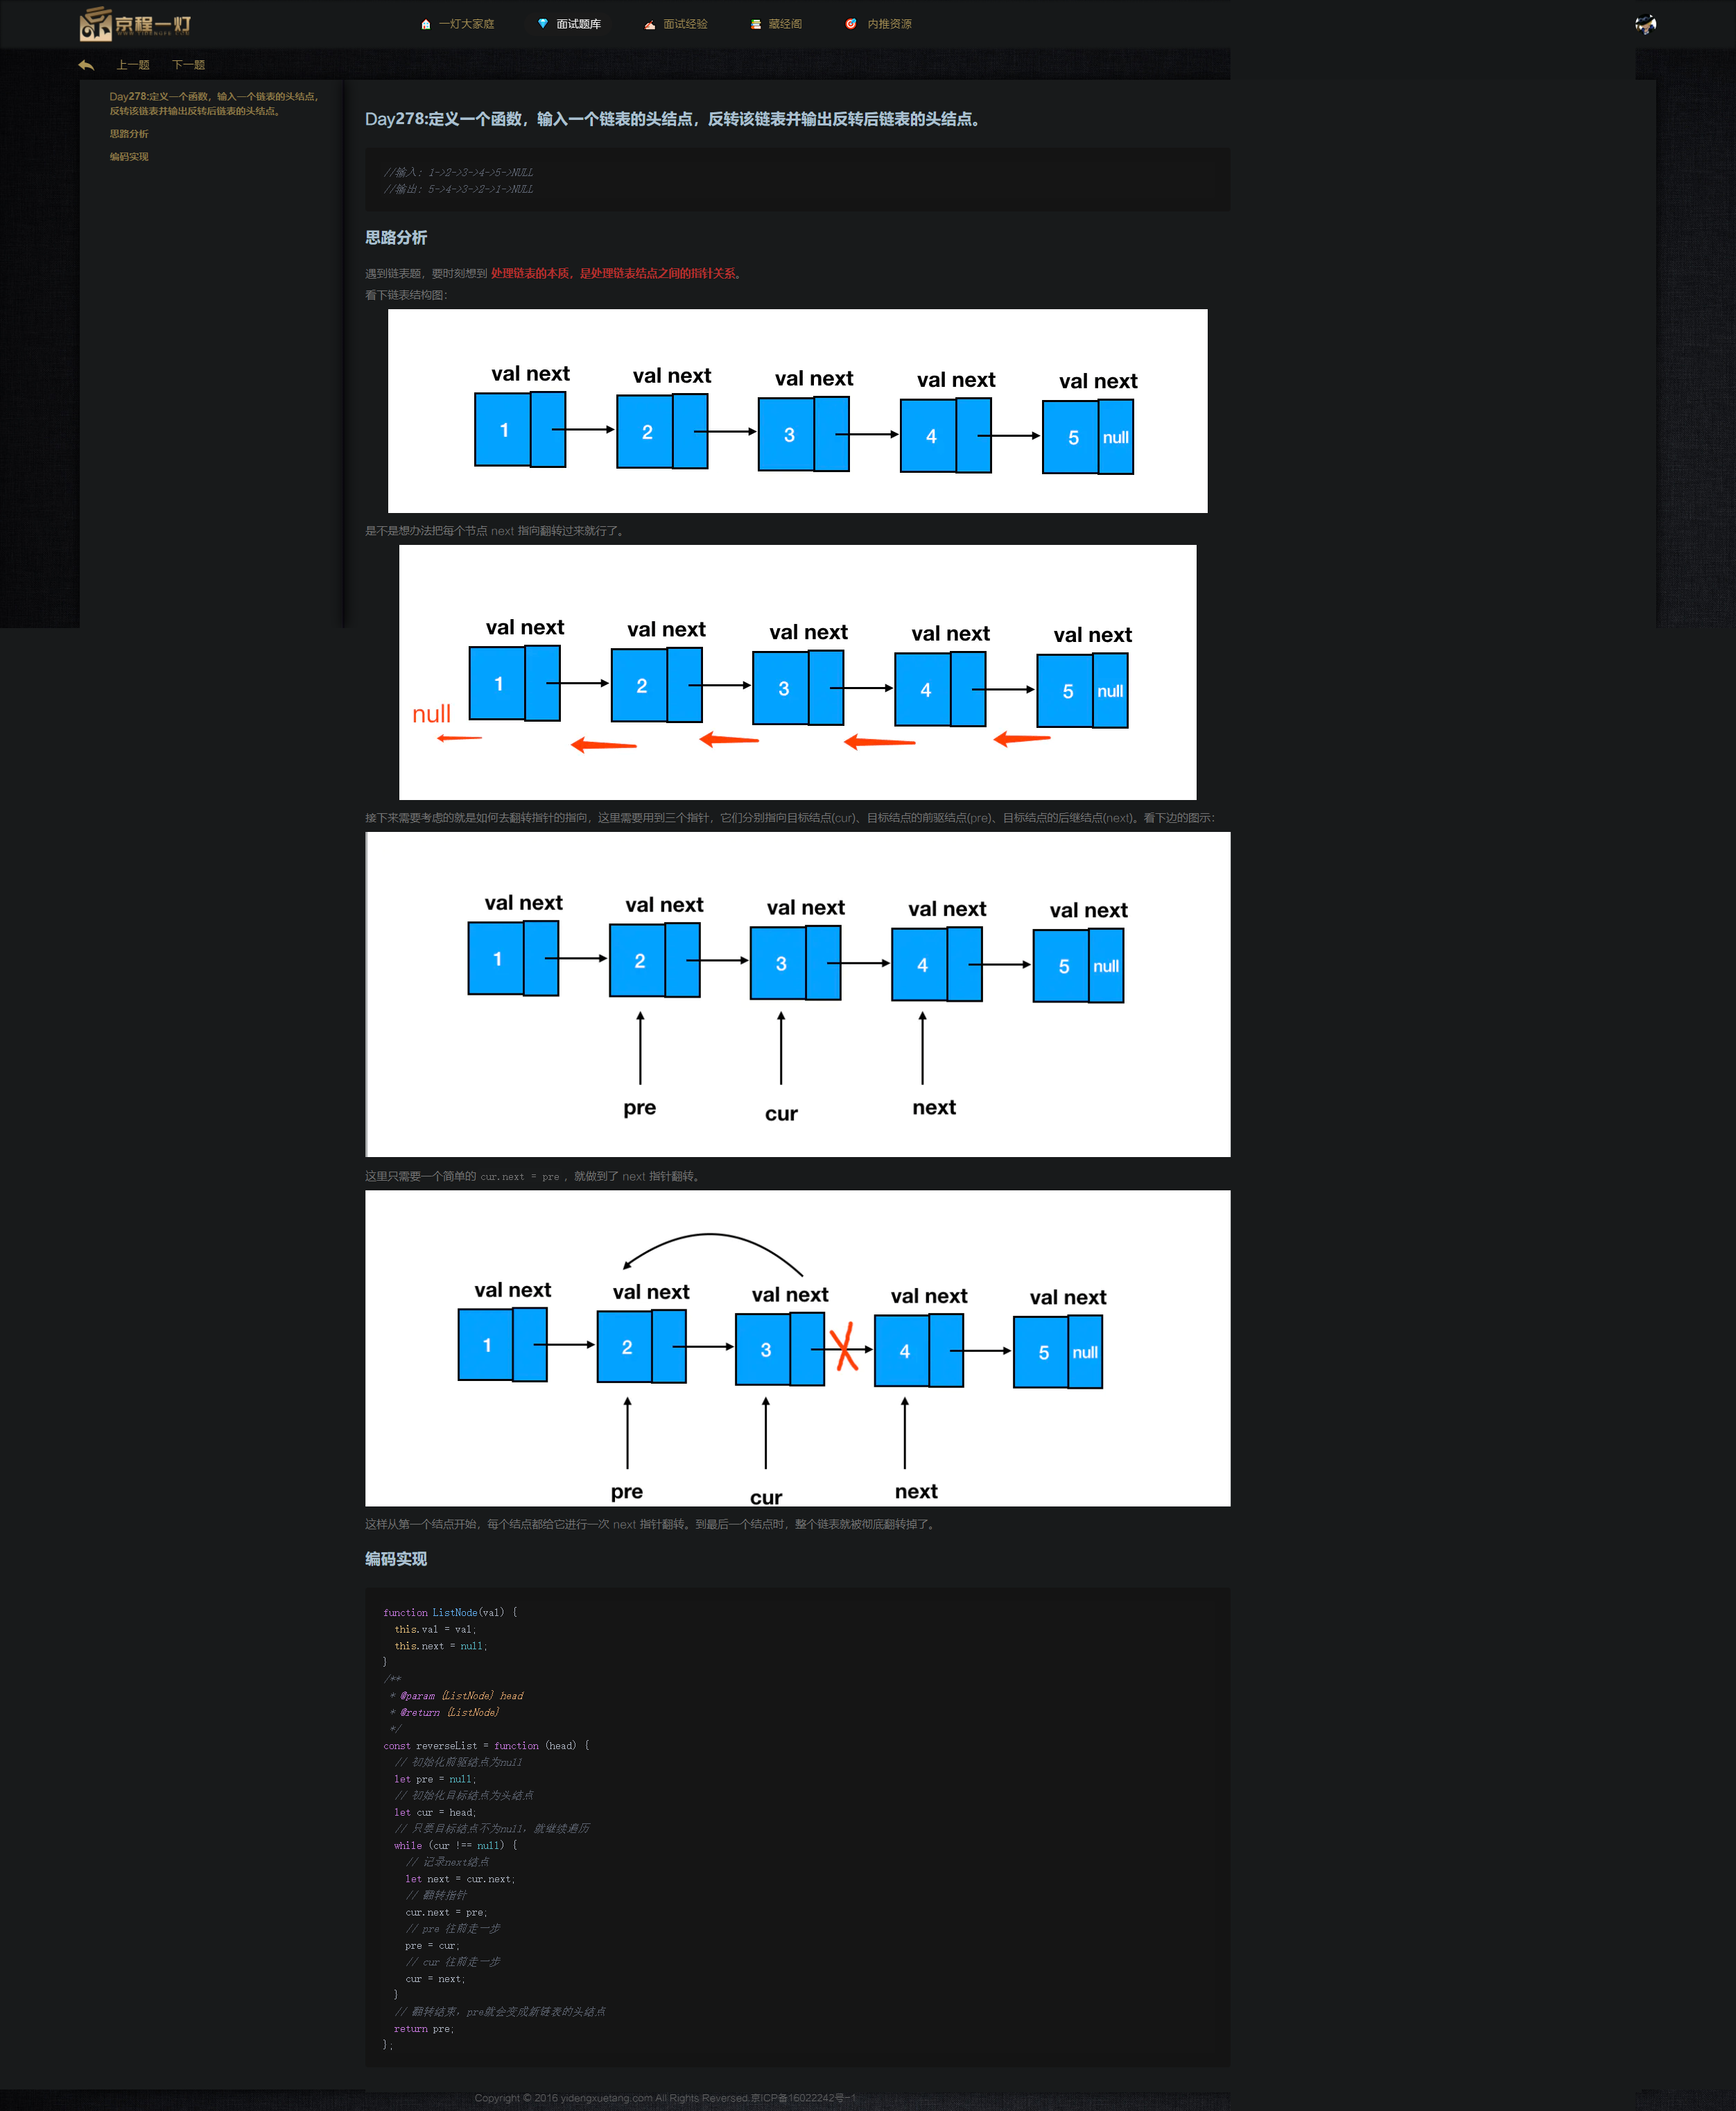 京程一灯
WWW.YIDENGFE.COM
一灯大家庭
面试题库
面试经验
藏经阁
内推资源
上一题
下一题
Day278:定义一个函数，输入一个链表的头结点，
反转该链表并输出反转后链表的头结点。
思路分析
编码实现
Day278:定义一个函数，输入一个链表的头结点，反转该链表并输出反转后链表的头结点。
//输入: 1->2->3->4->5->NULL
//输出: 5->4->3->2->1->NULL
思路分析
遇到链表题，要时刻想到 处理链表的本质，是处理链表结点之间的指针关系。
看下链表结构图：
val next val next val next val next val next
1 2 3 4 5 null
是不是想办法把每个节点 next 指向翻转过来就行了。
val next val next val next val next val next
1 2 3 4 5 null
null
接下来需要考虑的就是如何去翻转指针的指向，这里需要用到三个指针，它们分别指向目标结点(cur)、目标结点的前驱结点(pre)、目标结点的后继结点(next)。看下边的图示：
val next val next val next val next val next
1 2 3 4 5 null
pre cur next
这里只需要一个简单的 cur.next = pre ，就做到了 next 指针翻转。
val next val next val next val next val next
1 2 3 4 5 null
pre cur next
这样从第一个结点开始，每个结点都给它进行一次 next 指针翻转。到最后一个结点时，整个链表就被彻底翻转掉了。
编码实现
function ListNode(val) {
  this.val = val;
  this.next = null;
}
/**
 * @param {ListNode} head
 * @return {ListNode}
 */
const reverseList = function (head) {
  // 初始化前驱结点为null
  let pre = null;
  // 初始化目标结点为头结点
  let cur = head;
  // 只要目标结点不为null，就继续遍历
  while (cur !== null) {
    // 记录next结点
    let next = cur.next;
    // 翻转指针
    cur.next = pre;
    // pre 往前走一步
    pre = cur;
    // cur 往前走一步
    cur = next;
  }
  // 翻转结束，pre就会变成新链表的头结点
  return pre;
};
Copyright © 2016 yidengxuetang.com All Rights Reversed.京ICP备16022242号-1